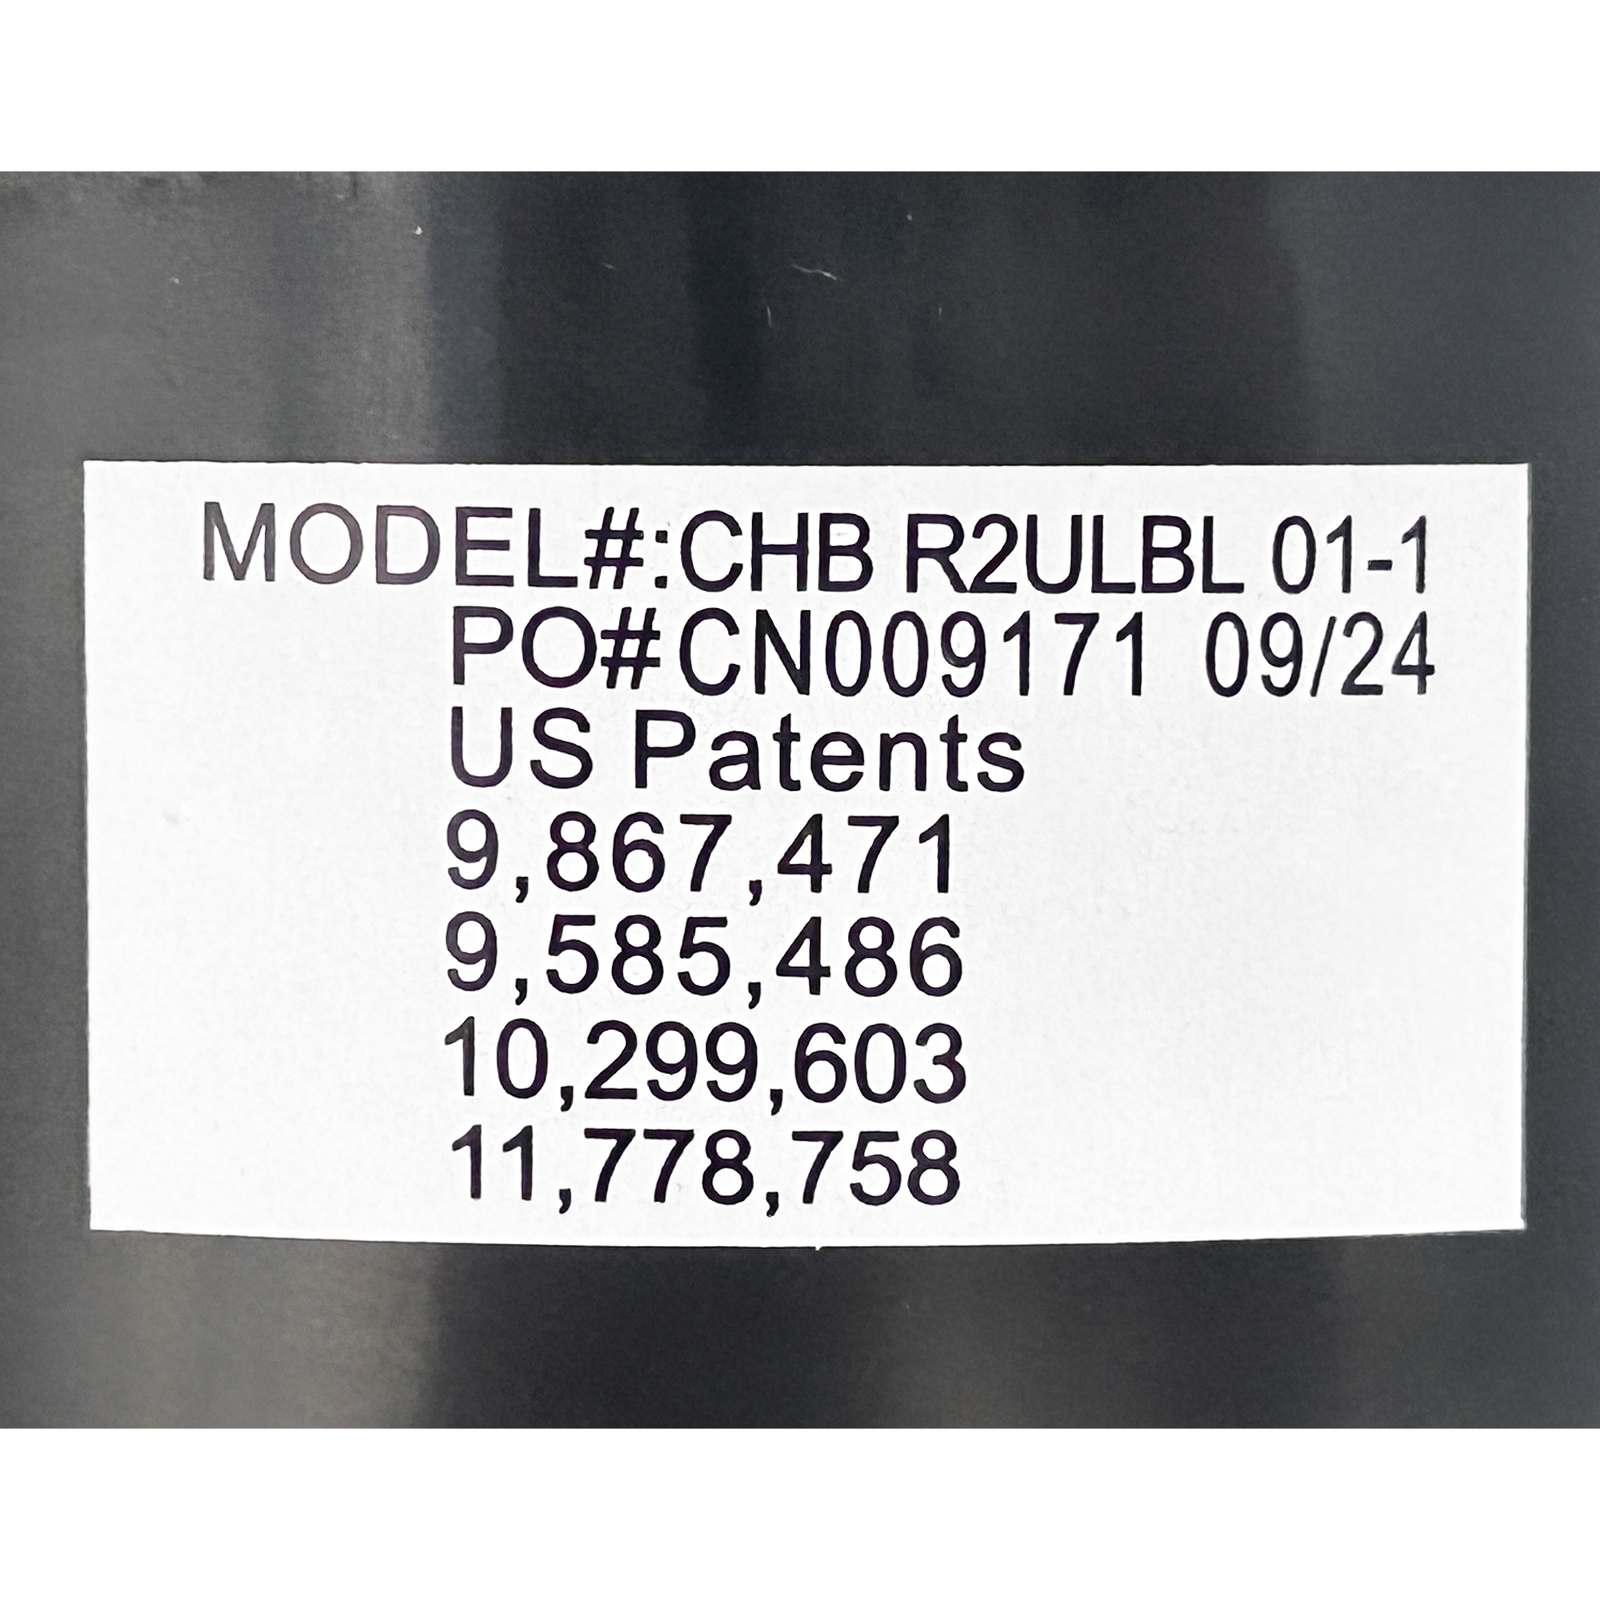 MODEL#:CHB R2ULBL 01-1
PO#CN009171 09/24
US Patents
9,867,471
9,585,486
10,299,603
11,778,758